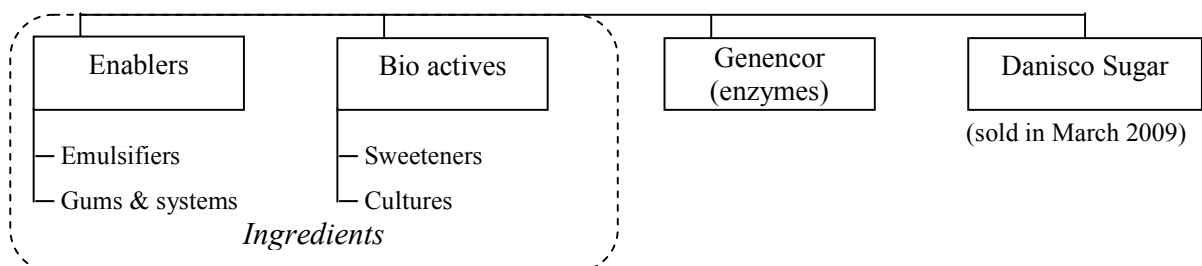 Enablers
Emulsifiers
Gums & systems
Bio actives
Sweeteners
Cultures
Ingredients
Genencor
(enzymes)
Danisco Sugar
(sold in March 2009)